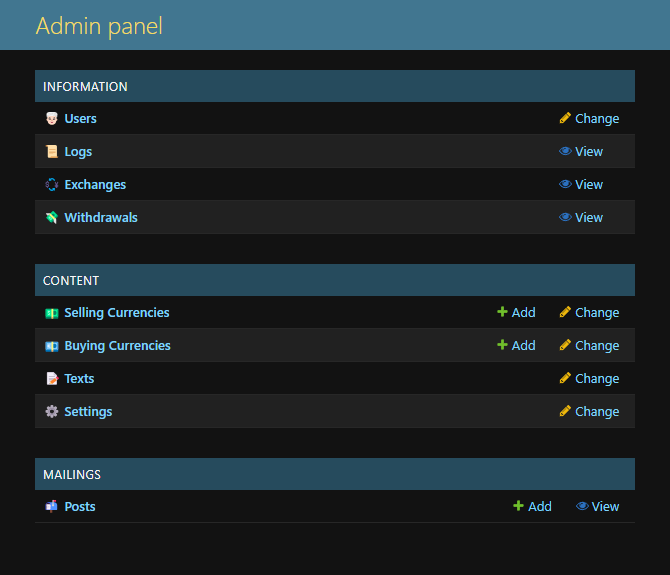 Admin panel
INFORMATION
Users Change
Logs View
Exchanges View
Withdrawals View
CONTENT
Selling Currencies Add Change
Buying Currencies Add Change
Texts Change
Settings Change
MAILINGS
Posts Add View